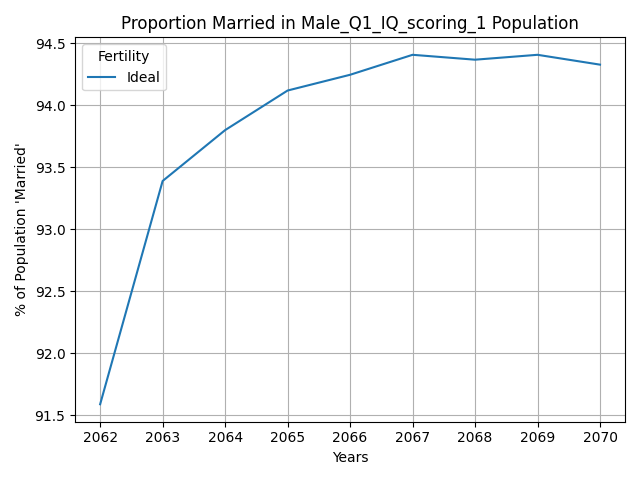 Proportion Married in Male_Q1_IQ_scoring_1 Population
Fertility
Ideal
% of Population 'Married'
94.5
94.0
93.5
93.0
92.5
92.0
91.5
2062 2063 2064 2065 2066 2067 2068 2069 2070
Years